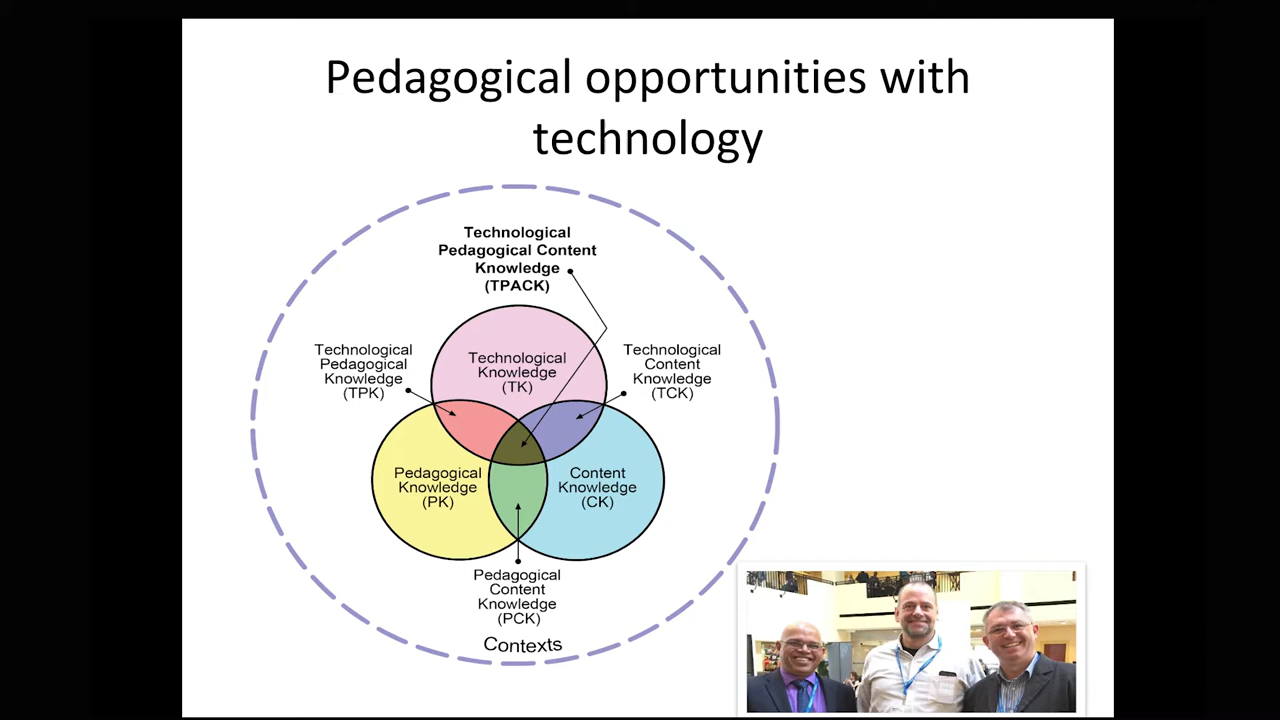 Pedagogical opportunities with
technology
Technological
Pedagogical Content
Knowledge
(TPACK)
Technological
Pedagogical
Knowledge
(TPK)
Technological
Knowledge
(TK)
Technological
Content
Knowledge
(TCK)
Pedagogical
Knowledge
(PK)
Content
Knowledge
(CK)
Pedagogical
Content
Knowledge
(PCK)
Contexts